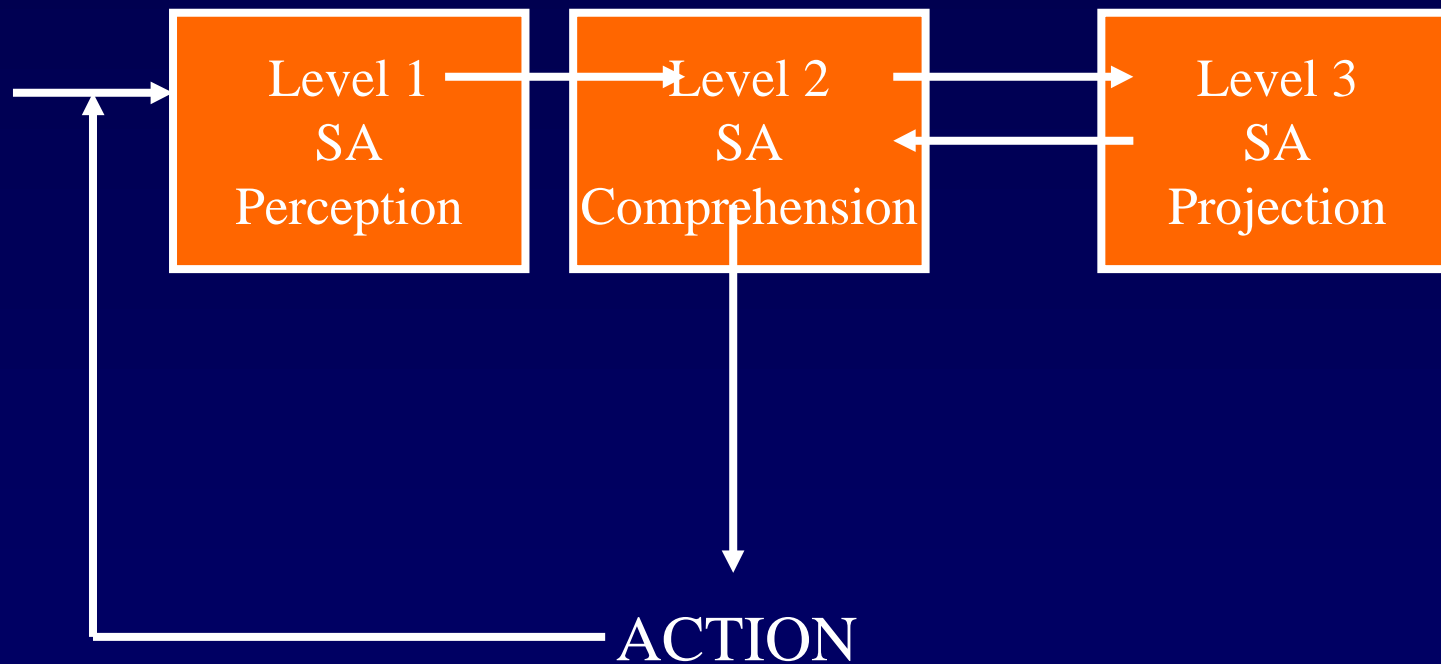 Level 1
SA
Perception
Level 2
SA
Comprehension
Level 3
SA
Projection
ACTION